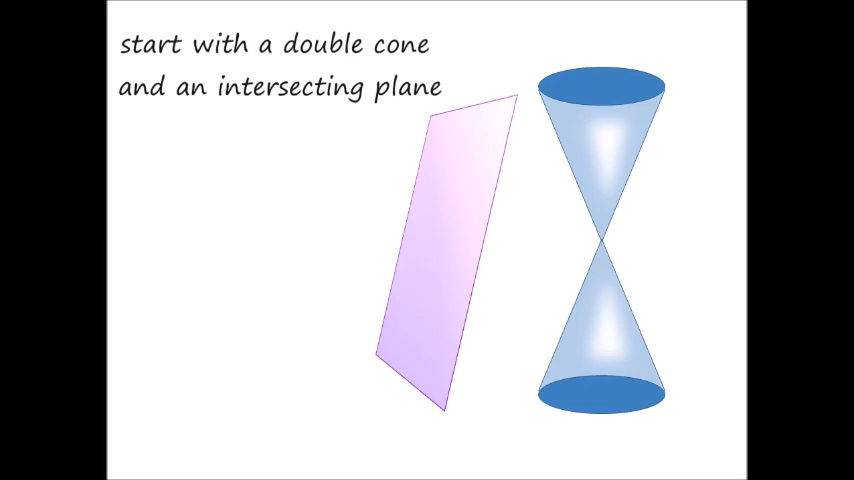 start with a double cone
and an intersecting plane